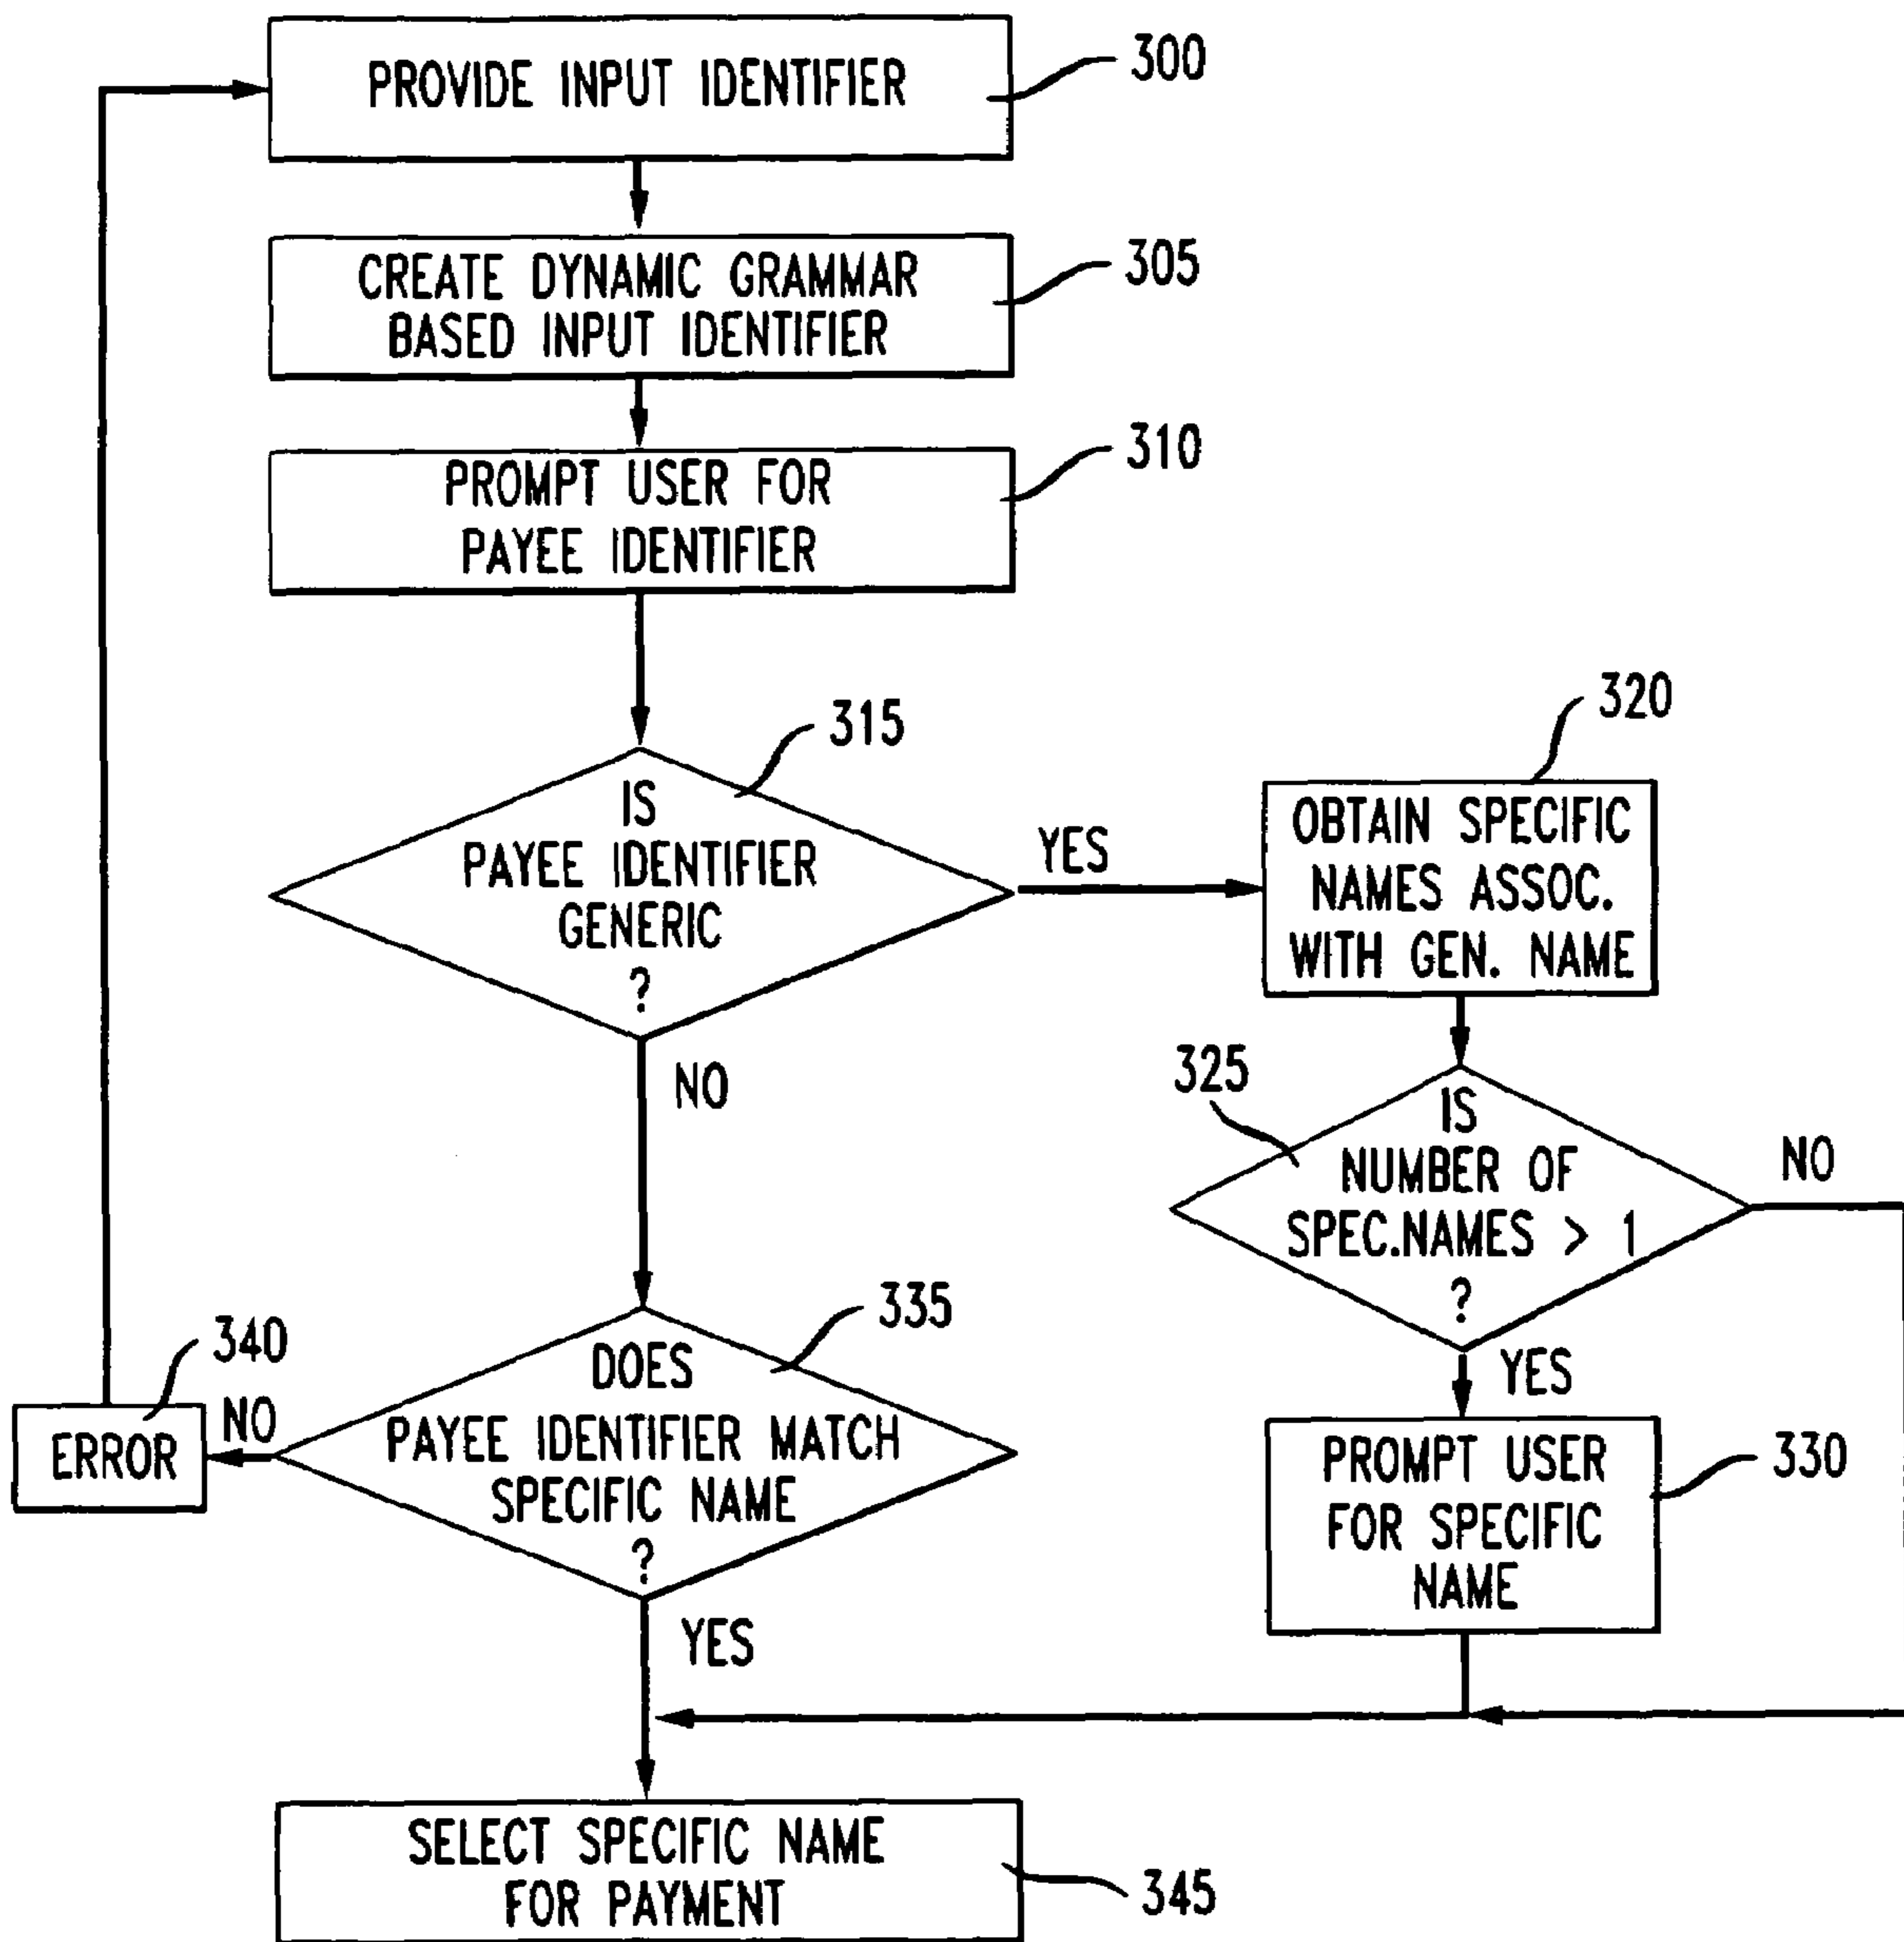 PROVIDE INPUT IDENTIFIER
300
CREATE DYNAMIC GRAMMAR
BASED INPUT IDENTIFIER
305
PROMPT USER FOR
PAYEE IDENTIFIER
310
315
IS
PAYEE IDENTIFIER
GENERIC
?
YES
NO
320
OBTAIN SPECIFIC
NAMES ASSOC.
WITH GEN. NAME
325
IS
NUMBER OF
SPEC.NAMES > 1
?
NO
YES
330
PROMPT USER
FOR SPECIFIC
NAME
335
DOES
PAYEE IDENTIFIER MATCH
SPECIFIC NAME
?
NO
340
ERROR
YES
SELECT SPECIFIC NAME
FOR PAYMENT
345